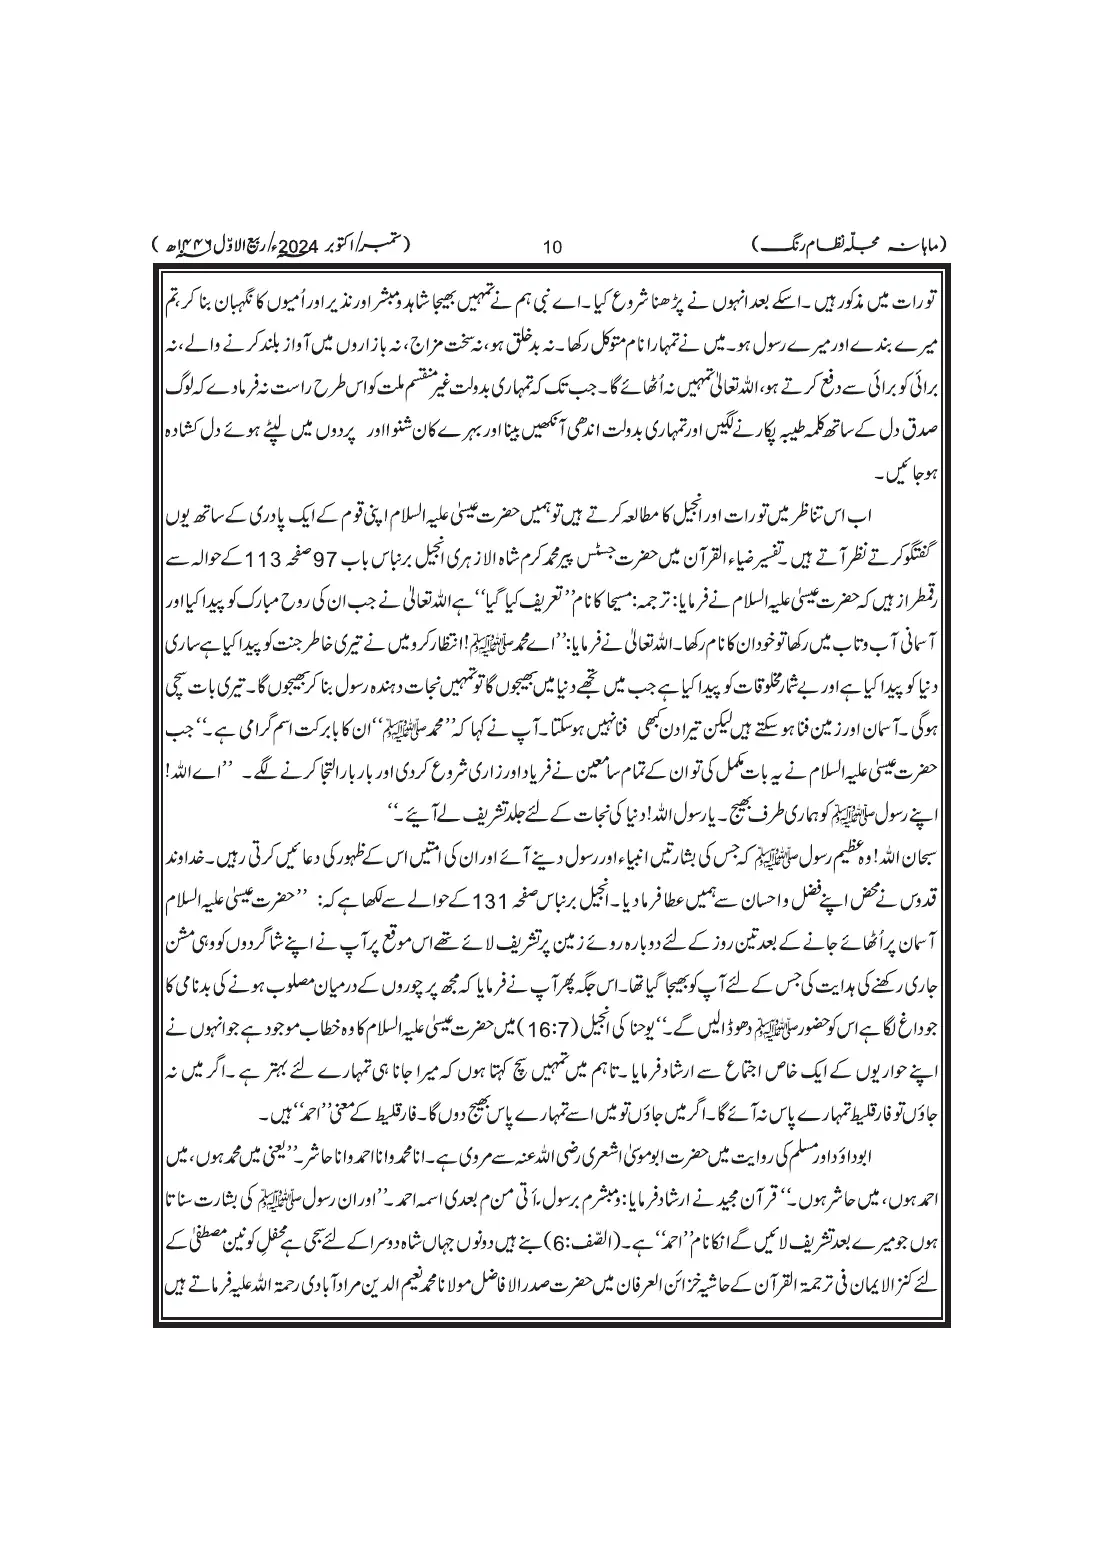 (ماہانہ مجلّہ نظام رنگ)
10
(ستمبر/اکتوبر 2024ء/ربیع الاوّل ۱۴۴۶ھ)
تورات میں مذکور ہیں۔ اسکے بعد انہوں نے پڑھنا شروع کیا۔ اے نبی ہم نے تمہیں بھیجا شاہد و مبشر اور نذیر اور اُمیوں کا نگہبان بنا کر، تم
میرے بندے اور میرے رسول ہو۔ میں نے تمہارا نام متوکل رکھا۔ نہ بدخلق ہو، نہ سخت مزاج، نہ بازاروں میں آواز بلند کرنے والے، نہ
برائی کو برائی سے دفع کرتے ہو، اللہ تعالیٰ تمہیں نہ اُٹھائے گا۔ جب تک کہ تمہاری بدولت غیر منقسم ملت کو اس طرح راست نہ فرما دے کہ لوگ
صدق دل کے ساتھ کلمہ طیبہ پکارنے لگیں اور تمہاری بدولت اندھی آنکھیں بینا اور بہرے کان شنوا اور پردوں میں لپٹے ہوئے دل کشادہ
ہو جائیں۔
اب اس تناظر میں تورات اور انجیل کا مطالعہ کرتے ہیں تو ہمیں حضرت عیسیٰ علیہ السلام اپنی قوم کے ایک پادری کے ساتھ یوں
گفتگو کرتے نظر آتے ہیں۔ تفسیر ضیاء القرآن میں حضرت جسٹس پیر محمد کرم شاہ الازہری انجیل برنباس باب 97 صفحہ 113 کے حوالہ سے
رقمطراز ہیں کہ حضرت عیسیٰ علیہ السلام نے فرمایا: ترجمہ: مسیحا کا نام ’’تعریف کیا گیا‘‘ ہے اللہ تعالیٰ نے جب ان کی روح مبارک کو پیدا کیا اور
آسمانی آب و تاب میں رکھا تو خود ان کا نام رکھا۔ اللہ تعالیٰ نے فرمایا: ’’اے محمد ﷺ! انتظار کرو میں نے تیری خاطر جنت کو پیدا کیا ہے ساری
دنیا کو پیدا کیا ہے اور بے شمار مخلوقات کو پیدا کیا ہے جب میں تجھے دنیا میں بھیجوں گا تو تمہیں نجات دہندہ رسول بنا کر بھیجوں گا۔ تیری بات سچی
ہوگی۔ آسمان اور زمین فنا ہو سکتے ہیں لیکن تیرا دن کبھی فنا نہیں ہو سکتا۔ آپ نے کہا کہ ’’محمد ﷺ‘‘ ان کا بابرکت اسم گرامی ہے۔‘‘ جب
حضرت عیسیٰ علیہ السلام نے یہ بات مکمل کی تو ان کے تمام سامعین نے فریاد اور زاری شروع کردی اور بار بار التجا کرنے لگے۔ ’’اے اللہ!
اپنے رسول ﷺ کو ہماری طرف بھیج۔ یا رسول اللہ! دنیا کی نجات کے لئے جلد تشریف لے آئیے۔‘‘
سبحان اللہ! وہ عظیم رسول ﷺ کہ جس کی بشارتیں انبیاء اور رسول دینے آئے اور ان کی امتیں اس کے ظہور کی دعائیں کرتی رہیں۔ خداوند
قدوس نے محض اپنے فضل و احسان سے ہمیں عطا فرما دیا۔ انجیل برنباس صفحہ 131 کے حوالے سے لکھا ہے کہ: ’’حضرت عیسیٰ علیہ السلام
آسمان پر اُٹھائے جانے کے بعد تین روز کے لئے دوبارہ روئے زمین پر تشریف لائے تھے اس موقع پر آپ نے اپنے شاگردوں کو وہی مشن
جاری رکھنے کی ہدایت کی جس کے لئے آپ کو بھیجا گیا تھا۔ اس جگہ پھر آپ نے فرمایا کہ مجھ پر چوروں کے درمیان مصلوب ہونے کی بدنامی کا
جو داغ لگا ہے اس کو حضور ﷺ دھو ڈالیں گے۔‘‘ یوحنا کی انجیل (16:7) میں حضرت عیسیٰ علیہ السلام کا وہ خطاب موجود ہے جو انہوں نے
اپنے حواریوں کے ایک خاص اجتماع سے ارشاد فرمایا۔ تاہم میں تمہیں سچ کہتا ہوں کہ میرا جانا ہی تمہارے لئے بہتر ہے۔ اگر میں نہ
جاؤں تو فارقلیط تمہارے پاس نہ آئے گا۔ اگر میں جاؤں تو میں اسے تمہارے پاس بھیج دوں گا۔ فارقلیط کے معنی ’’احمد‘‘ ہیں۔
ابوداؤد اور مسلم کی روایت میں حضرت ابو موسیٰ اشعری رضی اللہ عنہ سے مروی ہے۔ انا محمد وانا احمد وانا حاشر۔ ’’یعنی میں محمد ہوں، میں
احمد ہوں، میں حاشر ہوں۔‘‘ قرآن مجید نے ارشاد فرمایا: ومبشرم برسول یأتی منم بعدی اسمہ احمد۔ ’’اور ان رسول ﷺ کی بشارت سناتا
ہوں جو میرے بعد تشریف لائیں گے انکا نام ’’احمد‘‘ ہے۔ (الصّف:6) بنے ہیں دونوں جہاں شاہ دوسرا کے لئے سجی ہے محفلِ کونین مصطفیٰ کے
لئے کنز الایمان فی ترجمۃ القرآن کے حاشیہ خزائن العرفان میں حضرت صدر الافاضل مولانا محمد نعیم الدین مرادآبادی رحمۃ اللہ علیہ فرماتے ہیں